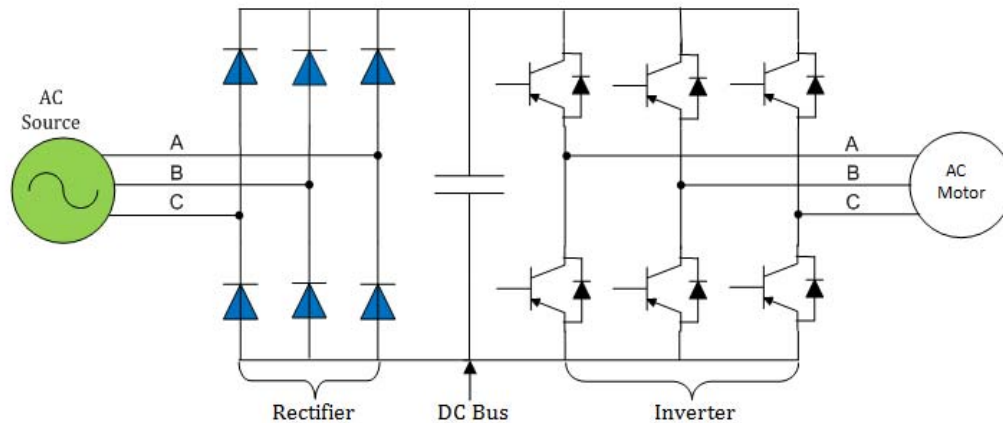 AC
Source
A
B
C
A
B
C
AC
Motor
Rectifier
DC Bus
Inverter